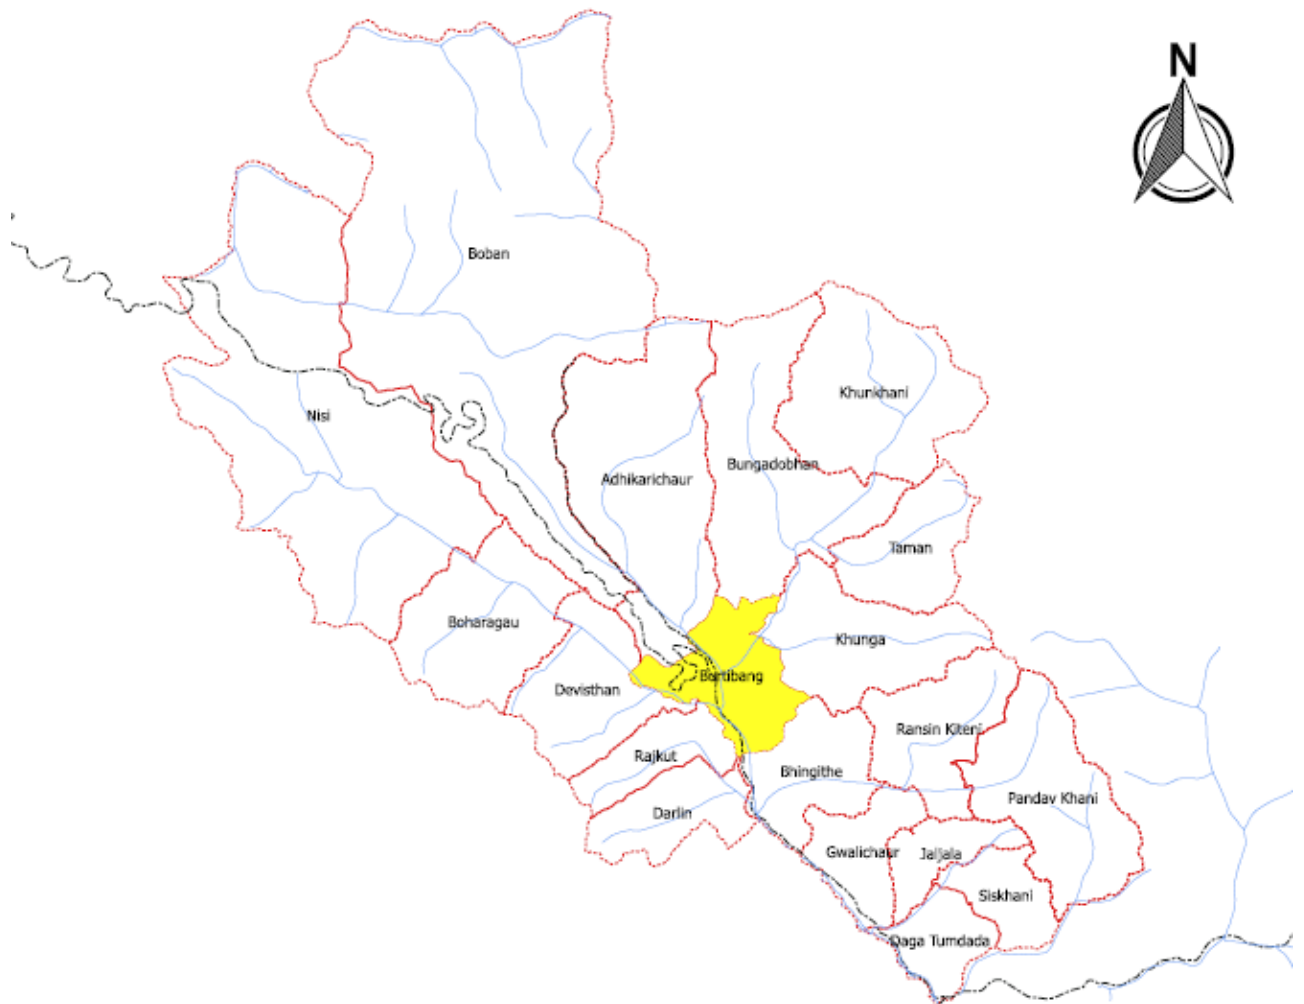 N
Boban
Khunkhani
Nisi
Bungadobhan
Adhikarichaur
Taman
Boharagau
Khunga
Burtibang
Devisthan
Ransin Kiteni
Rajkut
Bhingithe
Pandav Khani
Darlin
Gwalichaur
Jaljala
Siskhani
Daga Tumdada